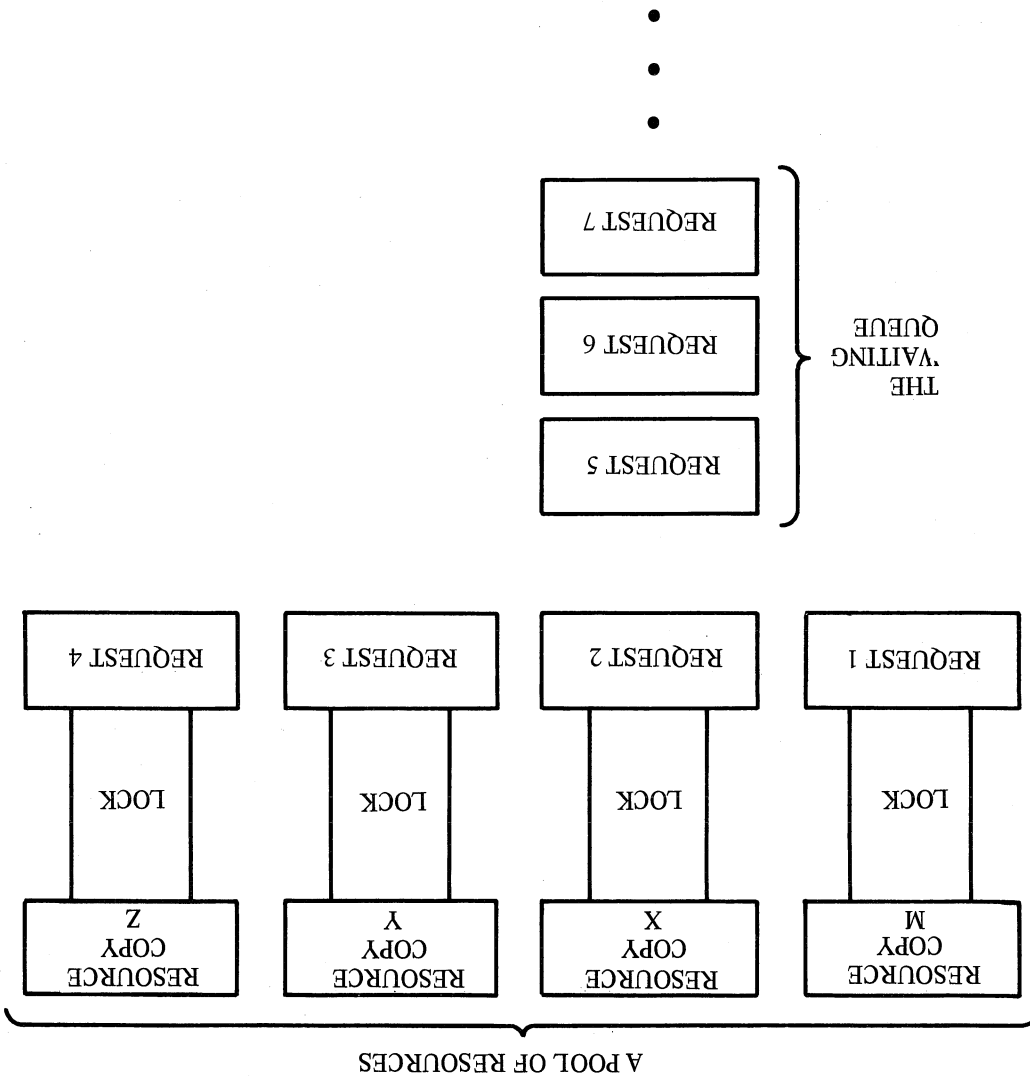 A POOL OF RESOURCES
RESOURCE
COPY
W
RESOURCE
COPY
X
RESOURCE
COPY
Y
RESOURCE
COPY
Z
LOCK
LOCK
LOCK
LOCK
REQUEST 1
REQUEST 2
REQUEST 3
REQUEST 4
THE
WAITING
QUEUE
REQUEST 5
REQUEST 6
REQUEST 7